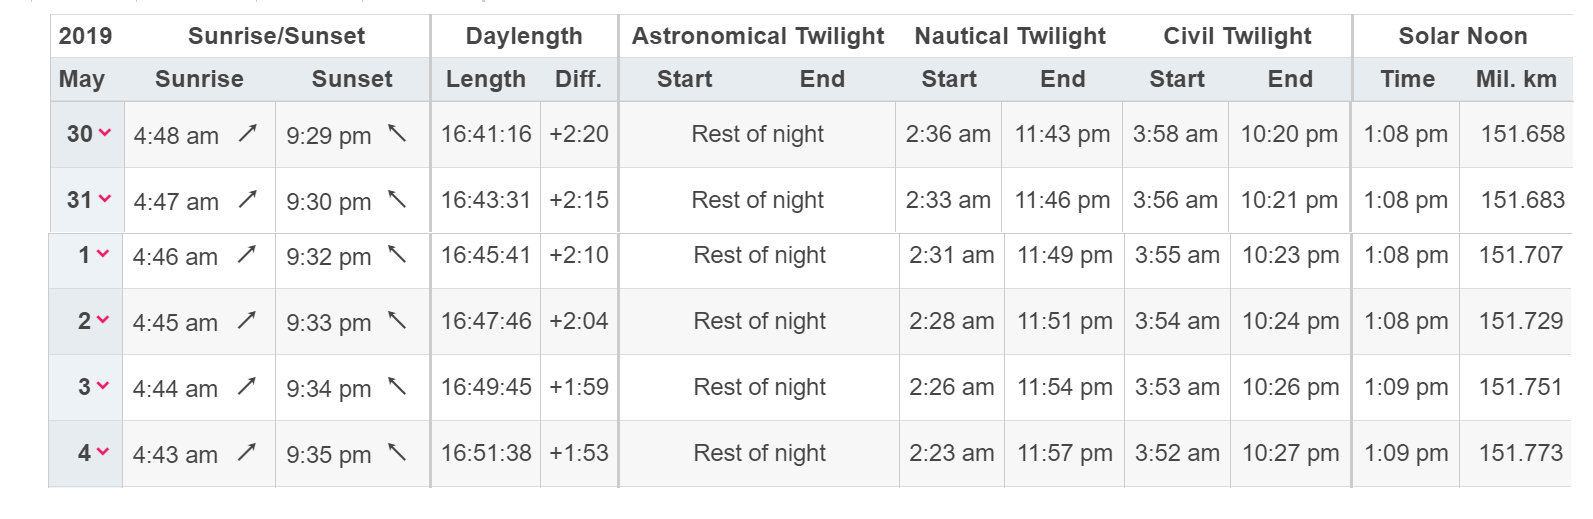 2019 Sunrise/Sunset Daylength Astronomical Twilight Nautical Twilight Civil Twilight Solar Noon
May Sunrise Sunset Length Diff. Start End Start End Start End Time Mil. km
30 4:48 am 9:29 pm 16:41:16 +2:20 Rest of night 2:36 am 11:43 pm 3:58 am 10:20 pm 1:08 pm 151.658
31 4:47 am 9:30 pm 16:43:31 +2:15 Rest of night 2:33 am 11:46 pm 3:56 am 10:21 pm 1:08 pm 151.683
1 4:46 am 9:32 pm 16:45:41 +2:10 Rest of night 2:31 am 11:49 pm 3:55 am 10:23 pm 1:08 pm 151.707
2 4:45 am 9:33 pm 16:47:46 +2:04 Rest of night 2:28 am 11:51 pm 3:54 am 10:24 pm 1:08 pm 151.729
3 4:44 am 9:34 pm 16:49:45 +1:59 Rest of night 2:26 am 11:54 pm 3:53 am 10:26 pm 1:09 pm 151.751
4 4:43 am 9:35 pm 16:51:38 +1:53 Rest of night 2:23 am 11:57 pm 3:52 am 10:27 pm 1:09 pm 151.773